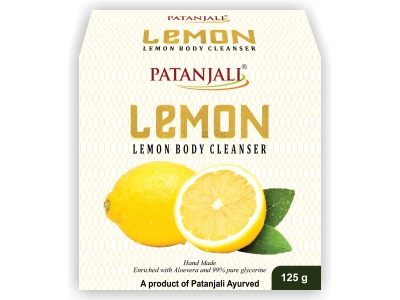 PATANJALI
LEMON
LEMON BODY CLEANSER
PATANJALI®
LEMON
LEMON BODY CLEANSER
Hand Made
Enriched with Aloevera and 99% pure glycerine
A product of Patanjali Ayurved
125 g